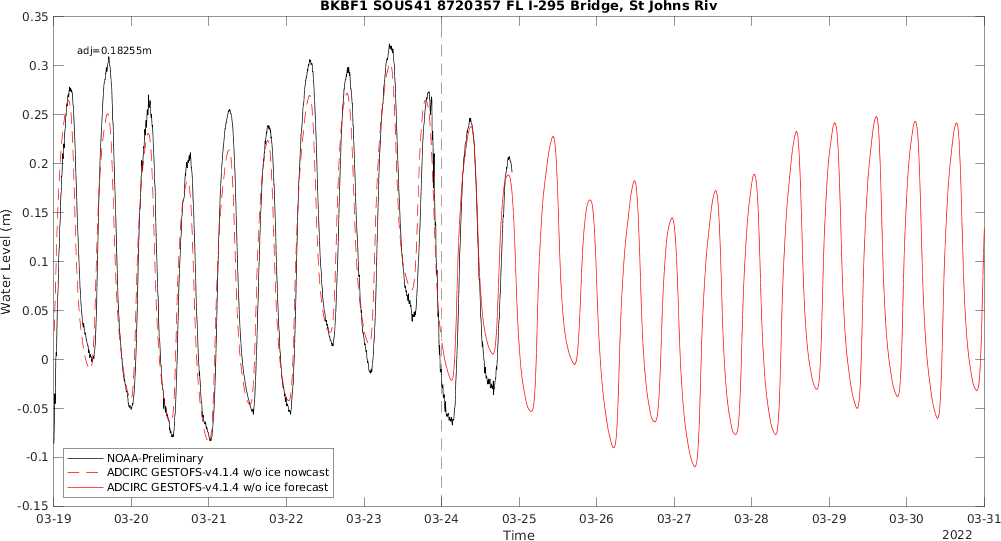 BKBF1 SOUS41 8720357 FL I-295 Bridge, St Johns Riv
adj=0.18255m
0.35
0.3
0.25
0.2
0.15
0.1
0.05
0
-0.05
-0.1
-0.15
Water Level (m)
NOAA-Preliminary
ADCIRC GESTOFS-v4.1.4 w/o ice nowcast
ADCIRC GESTOFS-v4.1.4 w/o ice forecast
03-19 03-20 03-21 03-22 03-23 03-24 03-25 03-26 03-27 03-28 03-29 03-30 03-31
Time
2022